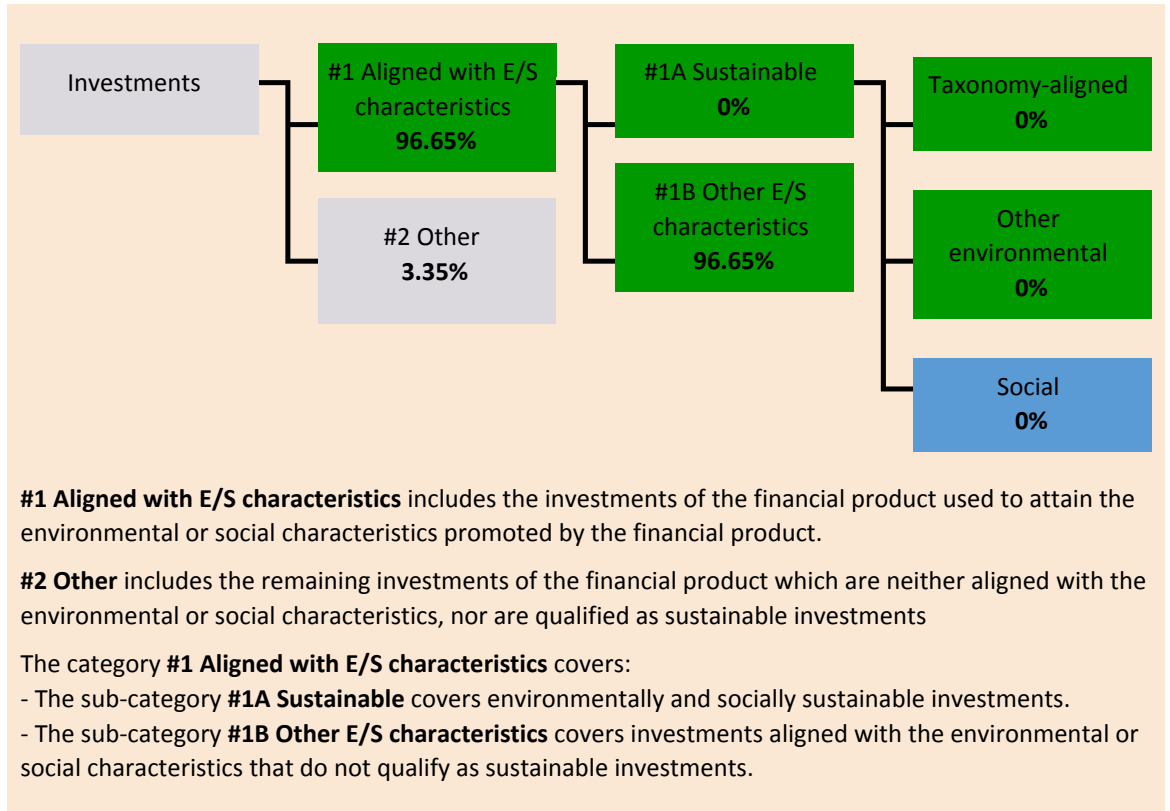 Investments
#1 Aligned with E/S
characteristics
96.65%
#2 Other
3.35%
#1A Sustainable
0%
#1B Other E/S
characteristics
96.65%
Taxonomy-aligned
0%
Other
environmental
0%
Social
0%
#1 Aligned with E/S characteristics includes the investments of the financial product used to attain the
environmental or social characteristics promoted by the financial product.
#2 Other includes the remaining investments of the financial product which are neither aligned with the
environmental or social characteristics, nor are qualified as sustainable investments
The category #1 Aligned with E/S characteristics covers:
- The sub-category #1A Sustainable covers environmentally and socially sustainable investments.
- The sub-category #1B Other E/S characteristics covers investments aligned with the environmental or
social characteristics that do not qualify as sustainable investments.